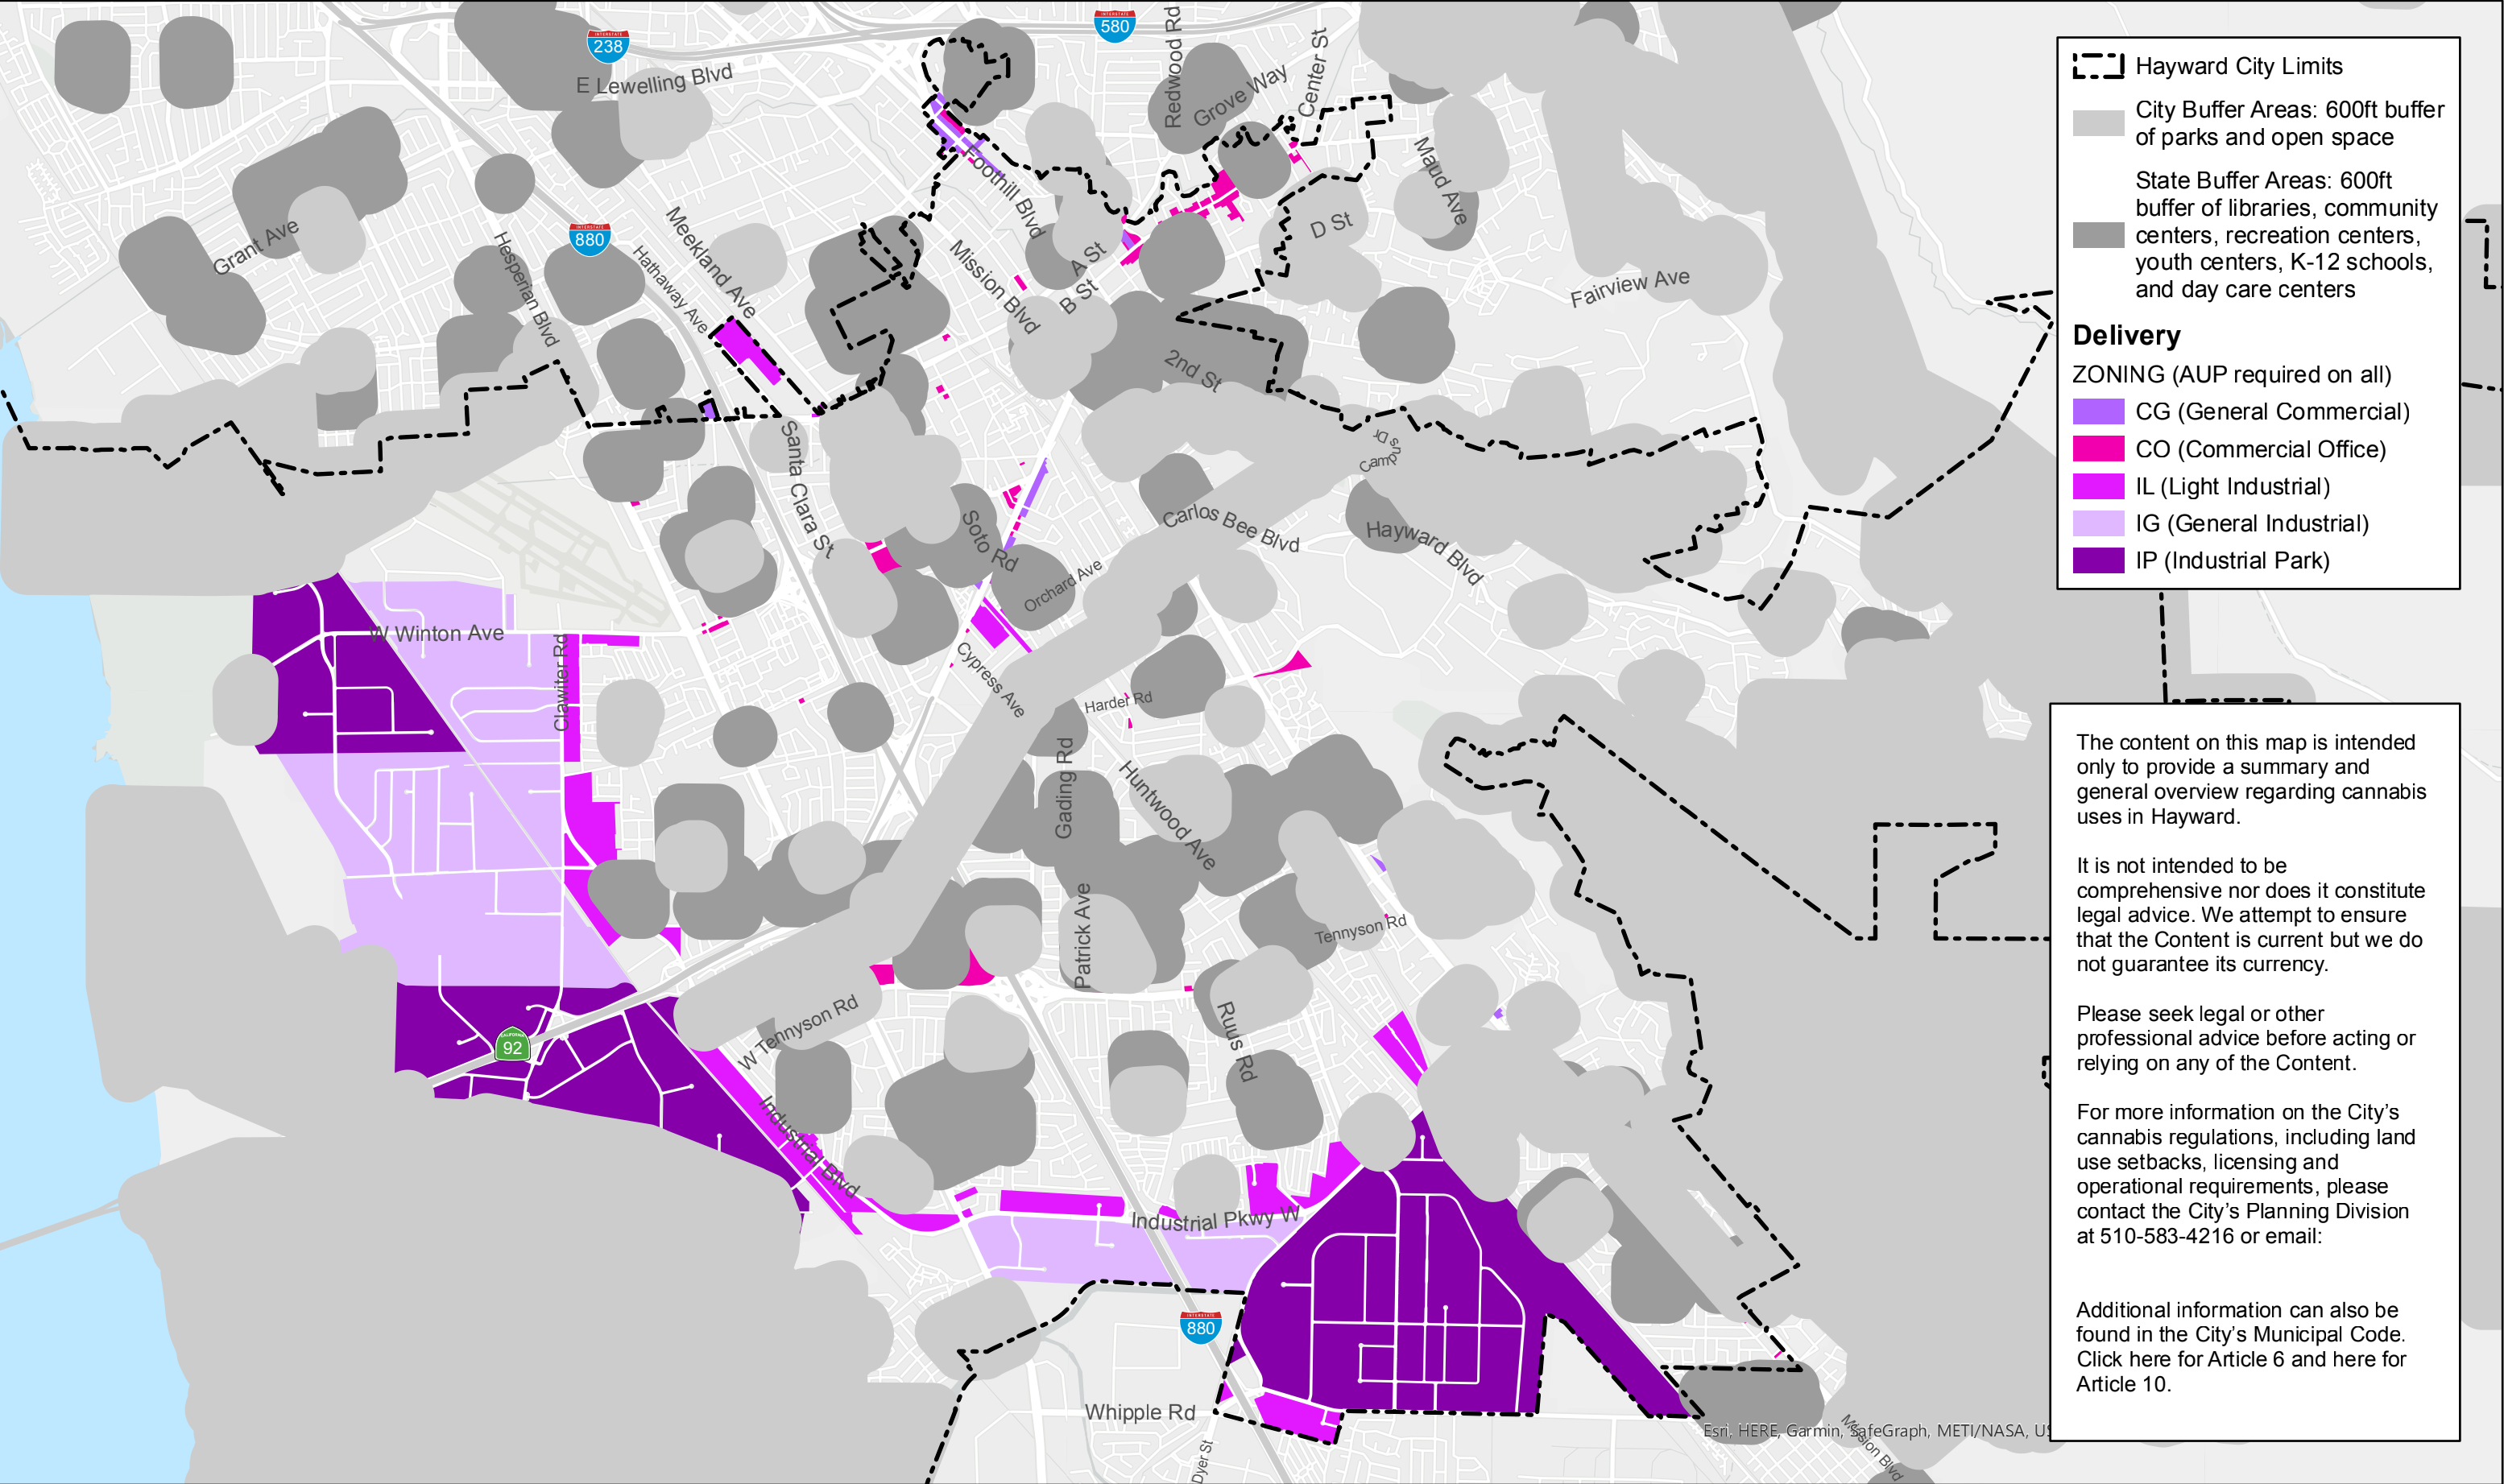 INTERSTATE
580
INTERSTATE
238
E Lewelling Blvd
Redwood Rd
Grove Way
Center St
Maud Ave
Foothill Blvd
D St
Grant Ave
INTERSTATE
880
Hesperian Blvd
Hathaway Ave
Meekland Ave
Mission Blvd
A St
B St
Fairview Ave
2nd St
Santa Clara St
Soto Rd
Orchard Ave
Carlos Bee Blvd
Campus Dr
Hayward Blvd
W Winton Ave
Clawiter Rd
Cypress Ave
Harder Rd
Gading Rd
Huntwood Ave
Patrick Ave
Tennyson Rd
CALIFORNIA
92
W Tennyson Rd
Ruus Rd
Industrial Blvd
Industrial Pkwy W
INTERSTATE
880
Whipple Rd
Dyer St
Mission Blvd
Esri, HERE, Garmin, SafeGraph, METI/NASA, US
Hayward City Limits
City Buffer Areas: 600ft buffer
of parks and open space
State Buffer Areas: 600ft
buffer of libraries, community
centers, recreation centers,
youth centers, K-12 schools,
and day care centers
Delivery
ZONING (AUP required on all)
CG (General Commercial)
CO (Commercial Office)
IL (Light Industrial)
IG (General Industrial)
IP (Industrial Park)
The content on this map is intended
only to provide a summary and
general overview regarding cannabis
uses in Hayward.
It is not intended to be
comprehensive nor does it constitute
legal advice. We attempt to ensure
that the Content is current but we do
not guarantee its currency.
Please seek legal or other
professional advice before acting or
relying on any of the Content.
For more information on the City's
cannabis regulations, including land
use setbacks, licensing and
operational requirements, please
contact the City's Planning Division
at 510-583-4216 or email:
Additional information can also be
found in the City's Municipal Code.
Click here for Article 6 and here for
Article 10.